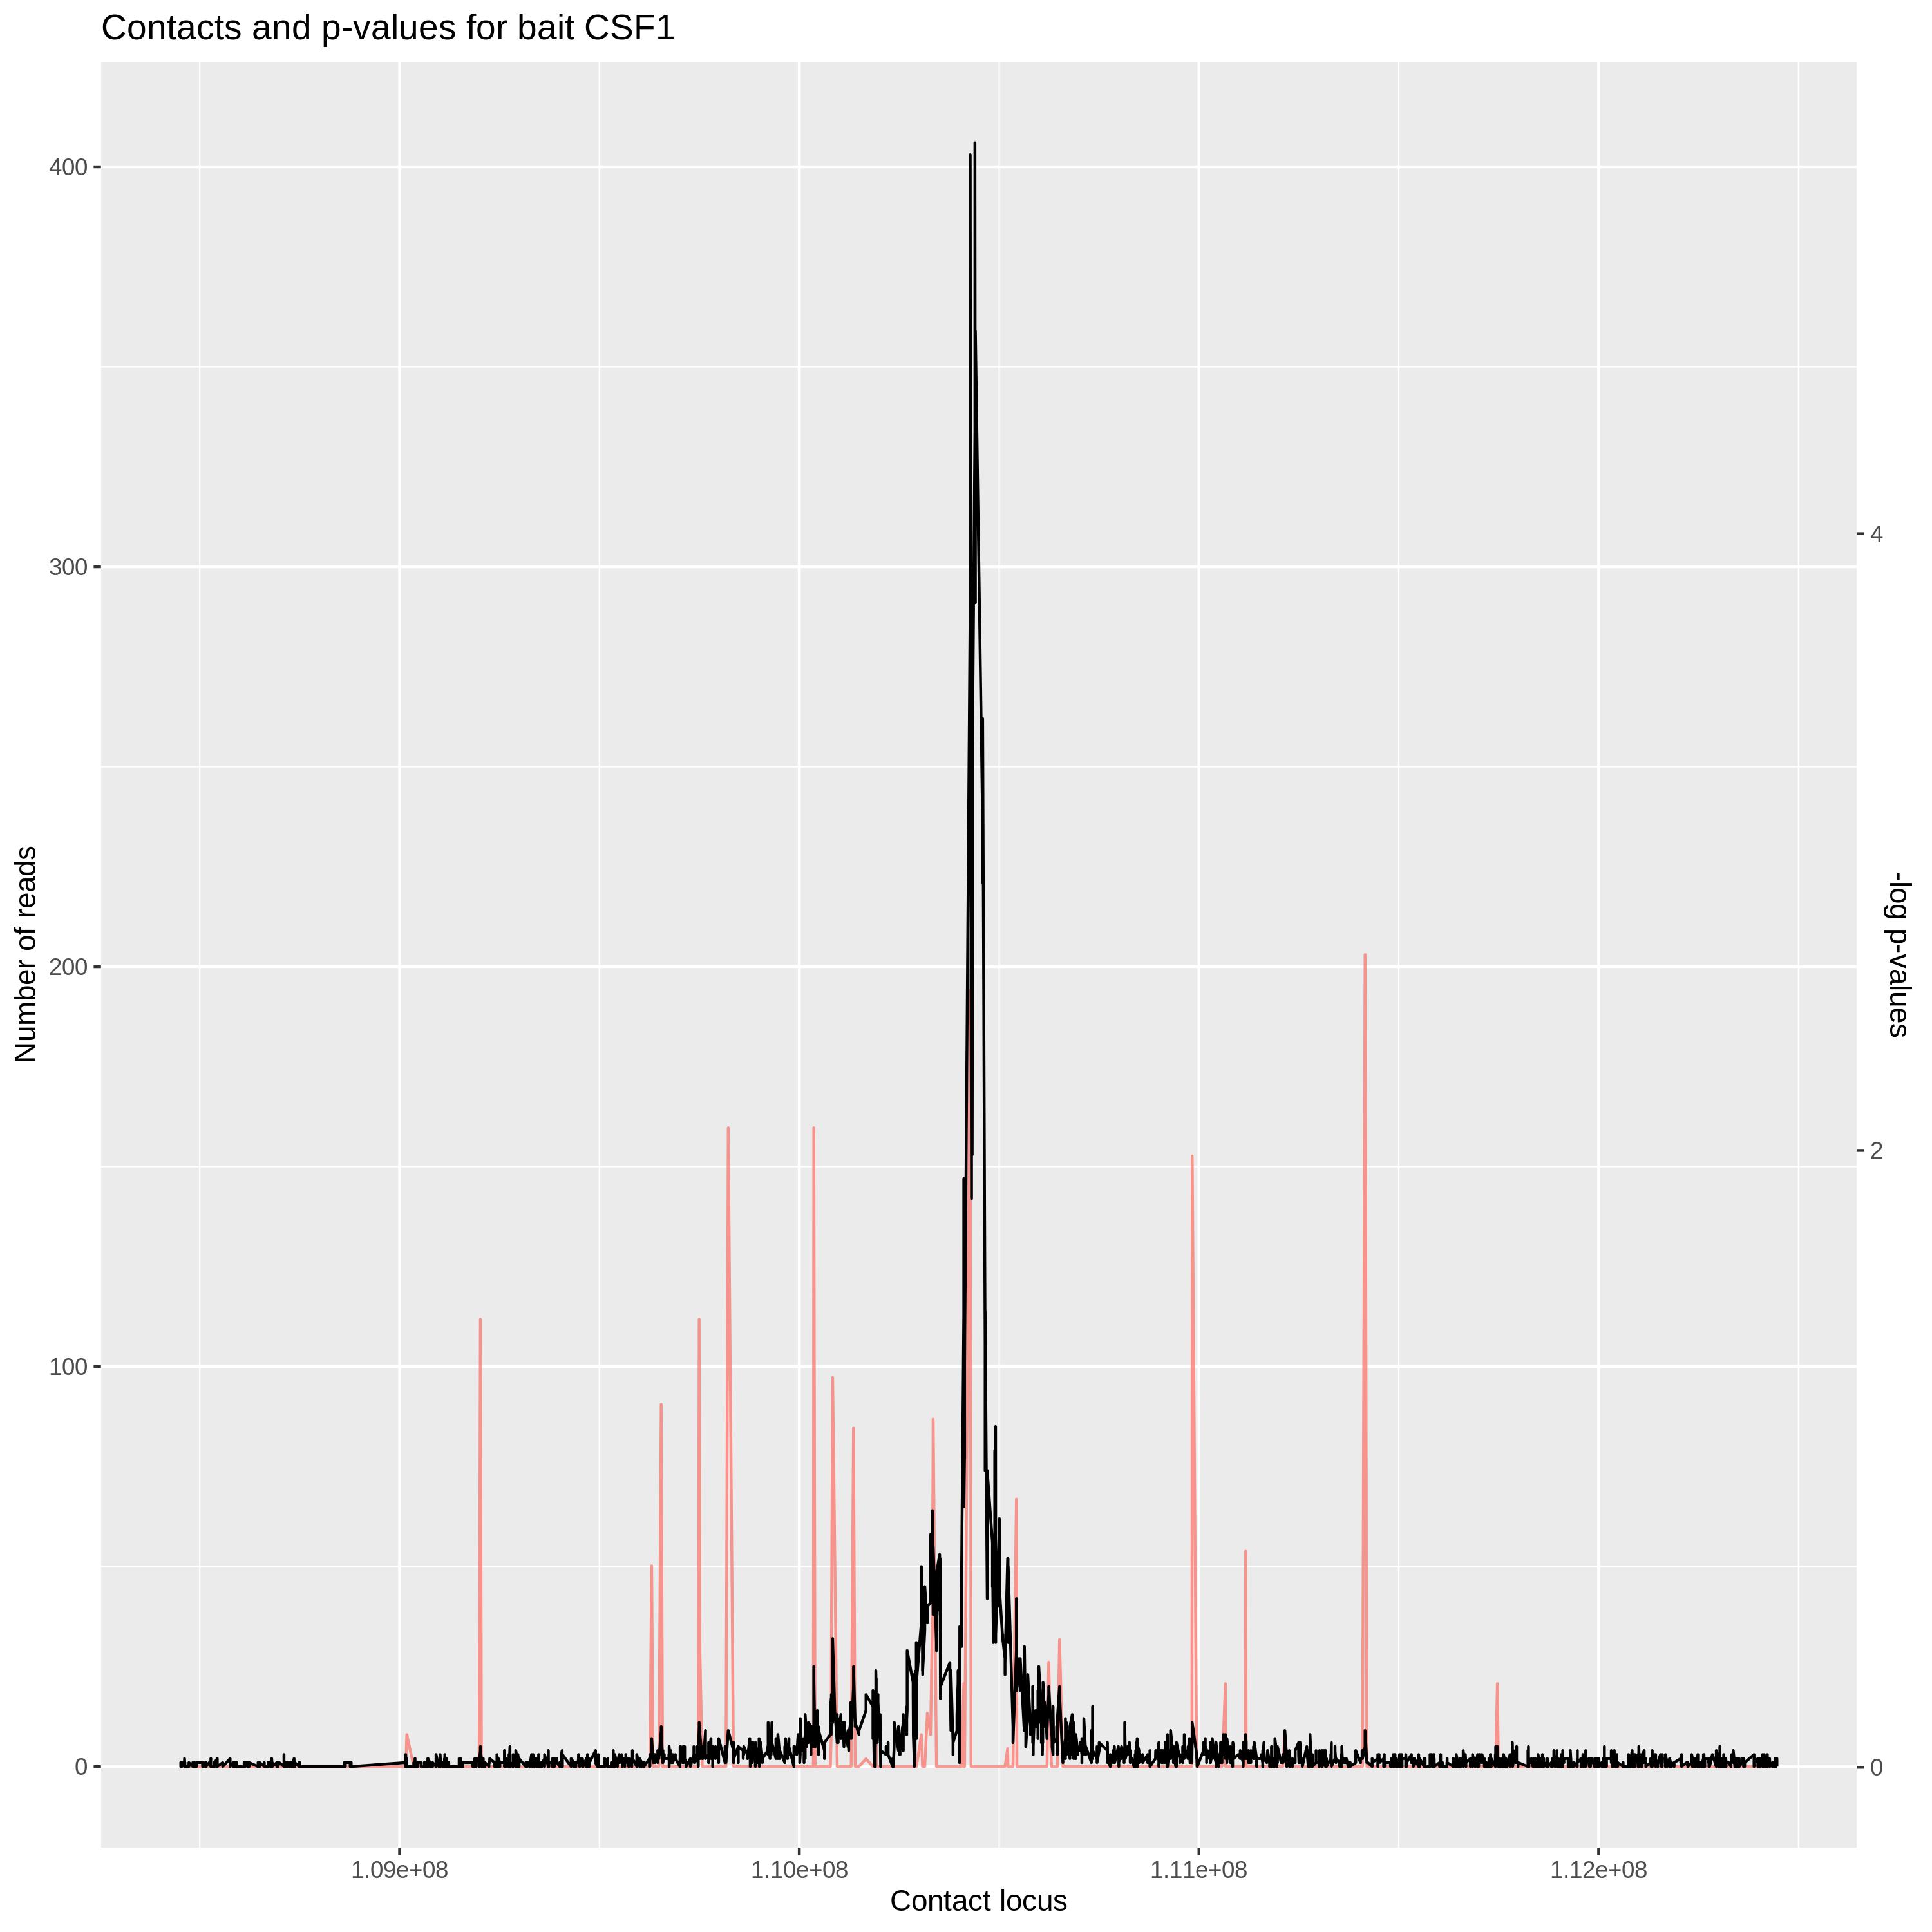 Contacts and p-values for bait CSF1
400
300
200
100
0
Number of reads
4
2
0
-log p-values
1.09e+08
1.10e+08
1.11e+08
1.12e+08
Contact locus